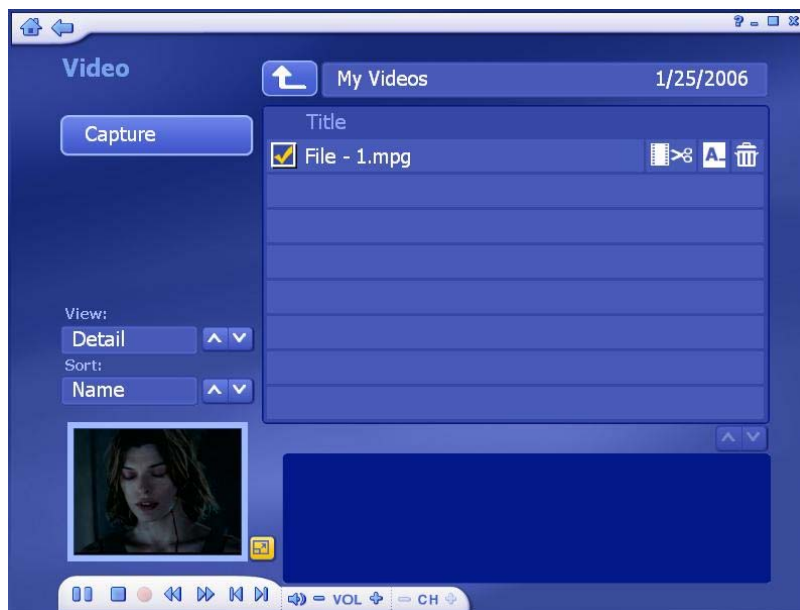 Video
My Videos 1/25/2006
Capture
Title
File - 1.mpg
A
View:
Detail
Sort:
Name
VOL
CH